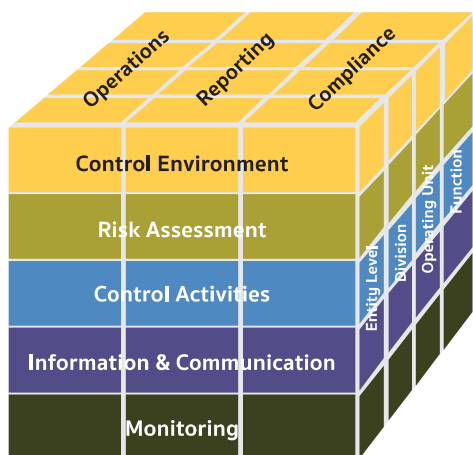 Operations
Reporting
Compliance
Control Environment
Risk Assessment
Control Activities
Information & Communication
Monitoring
Entity Level
Division
Operating Unit
Function